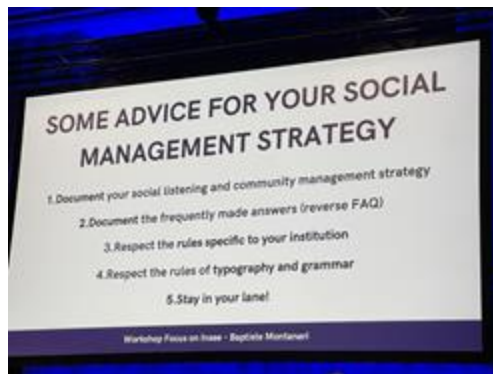 SOME ADVICE FOR YOUR SOCIAL
MANAGEMENT STRATEGY
1.Document your social listening and community management strategy
2.Document the frequently made answers (reverse FAQ)
3.Respect the rules specific to your institution
4.Respect the rules of typography and grammar
5.Stay in your lane!
Workshop Focus on Insee - Baptiste Montanari